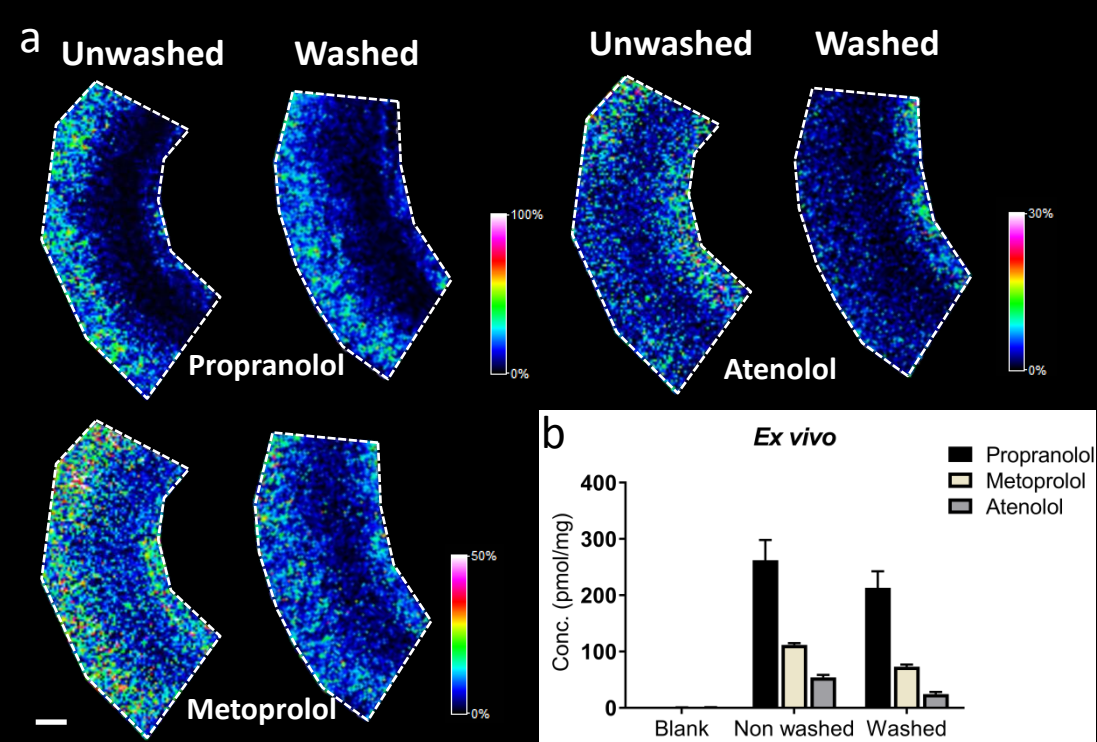 a
Unwashed Washed
Unwashed Washed
100%
0%
Propranolol
30%
0%
Atenolol
50%
0%
Metoprolol
b
Ex vivo
Propranolol
Metoprolol
Atenolol
Conc. (pmol/mg)
400
300
200
100
0
Blank Non washed Washed